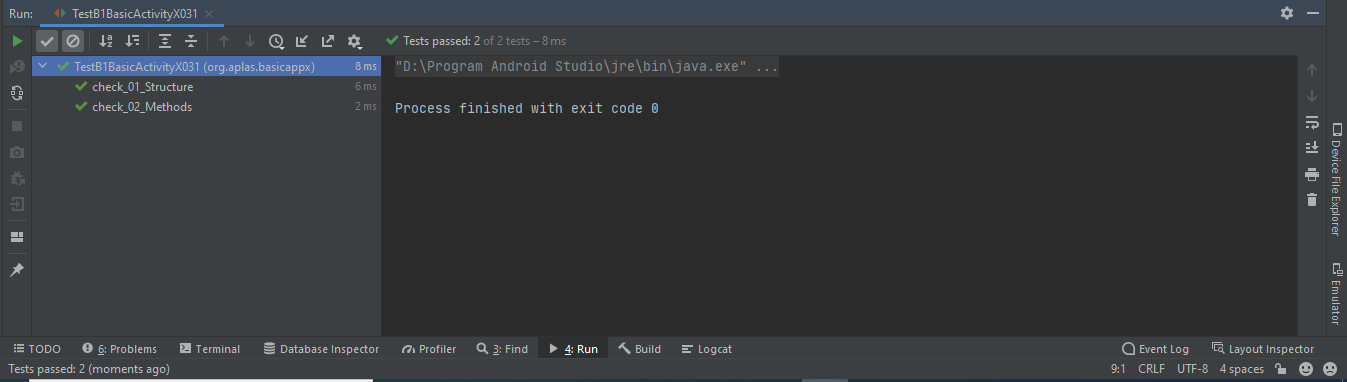 Run: TestB1BasicActivityX031
Tests passed: 2 of 2 tests – 8 ms
TestB1BasicActivityX031 (org.aplas.basicappx) 8 ms
check_01_Structure 6 ms
check_02_Methods 2 ms
"D:\Program Android Studio\jre\bin\java.exe" ...
Process finished with exit code 0
Device File Explorer
Emulator
TODO 6: Problems Terminal Database Inspector Profiler 3: Find 4: Run Build Logcat Event Log Layout Inspector
Tests passed: 2 (moments ago) 9:1 CRLF UTF-8 4 spaces